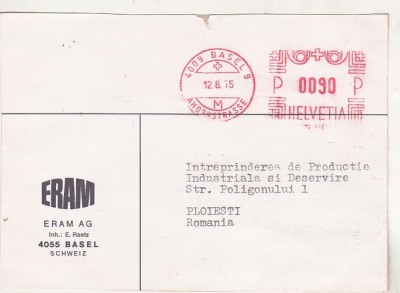 4009 BASEL 9
12.8.75
M
AHORNSTRASSE
P 0090 P
HELVETIA
ERAM
ERAM AG
Inh.: E. Raetz
4055 BASEL
SCHWEIZ
Intreprinderea de Productie
Industriala si Deservire
Str. Poligonului 1
PLOIESTI
Romania